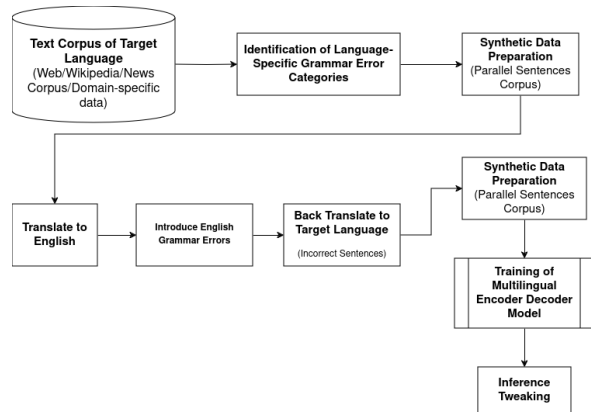 Text Corpus of Target
Language
(Web/Wikipedia/News
Corpus/Domain-specific
data)
Identification of Language-
Specific Grammar Error
Categories
Synthetic Data
Preparation
(Parallel Sentences
Corpus)
Translate to
English
Introduce English
Grammar Errors
Back Translate to
Target Language
(Incorrect Sentences)
Synthetic Data
Preparation
(Parallel Sentences
Corpus)
Training of
Multilingual
Encoder Decoder
Model
Inference
Tweaking